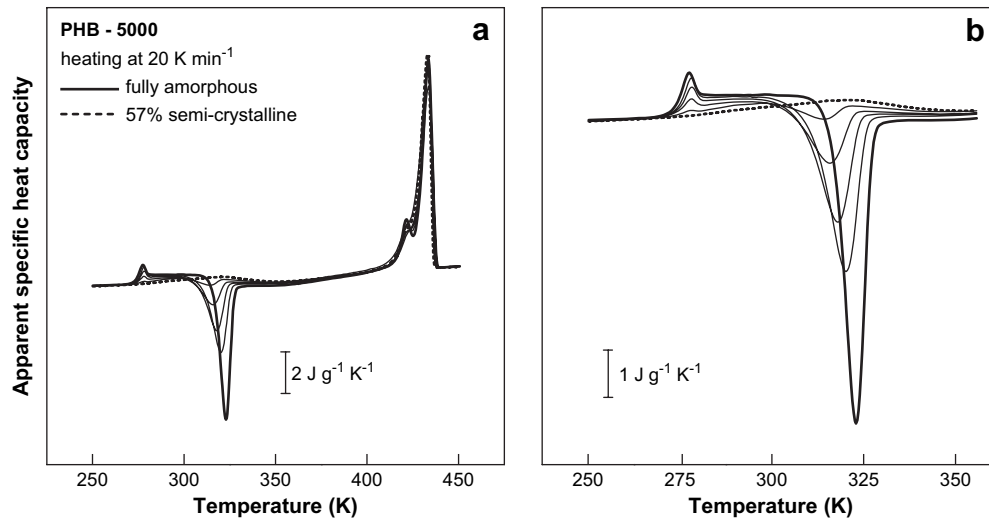 PHB - 5000
a
heating at 20 K min⁻¹
fully amorphous
57% semi-crystalline
Apparent specific heat capacity
2 J g⁻¹ K⁻¹
250 300 350 400 450
Temperature (K)
b
1 J g⁻¹ K⁻¹
250 275 300 325 350
Temperature (K)